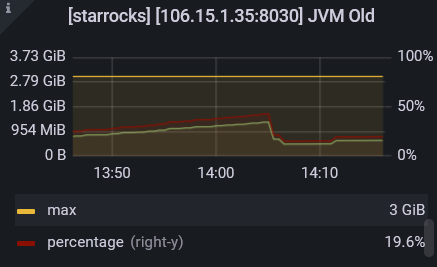 i
[starrocks] [106.15.1.35:8030] JVM Old
3.73 GiB
100%
2.79 GiB
1.86 GiB
50%
954 MiB
0 B
0%
13:50 14:00 14:10
max 3 GiB
percentage (right-y) 19.6%